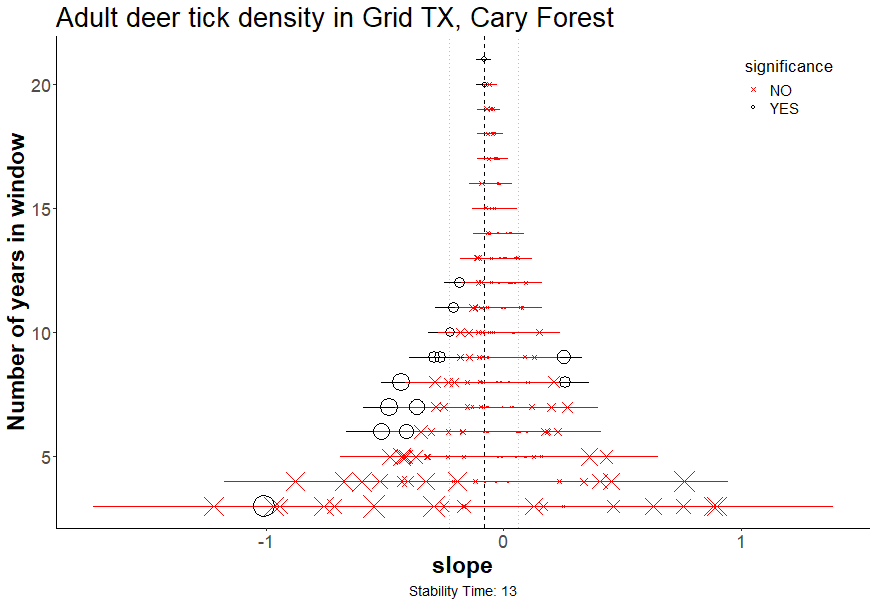 Adult deer tick density in Grid TX, Cary Forest
significance
NO
YES
Number of years in window
20
15
10
5
-1 0 1
slope
Stability Time: 13